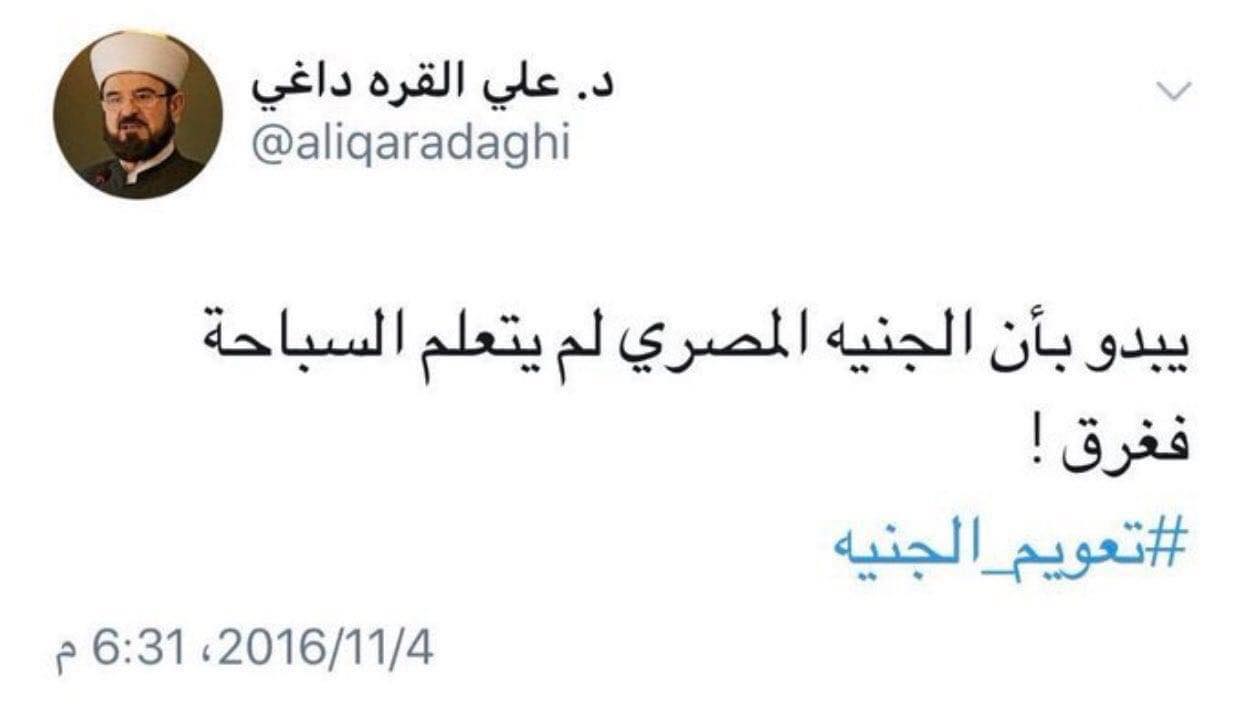 د. علي القره داغي
@aliqaradaghi
يبدو بأن الجنيه المصري لم يتعلم السباحة
فغرق !
#تعويم_الجنيه
2016/11/4، 6:31 م